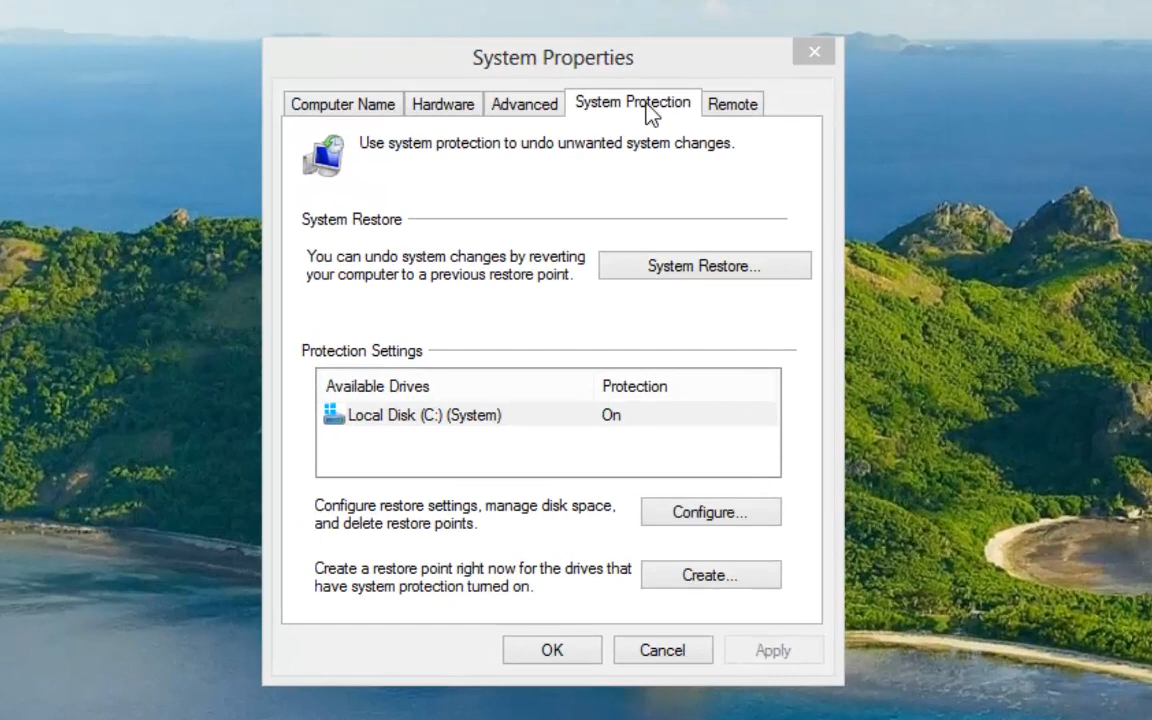 System Properties
Computer Name
Hardware
Advanced
System Protection
Remote
Use system protection to undo unwanted system changes.
System Restore
You can undo system changes by reverting
your computer to a previous restore point.
System Restore...
Protection Settings
Available Drives
Protection
Local Disk (C:) (System)
On
Configure restore settings, manage disk space,
and delete restore points.
Configure...
Create a restore point right now for the drives that
have system protection turned on.
Create...
OK
Cancel
Apply